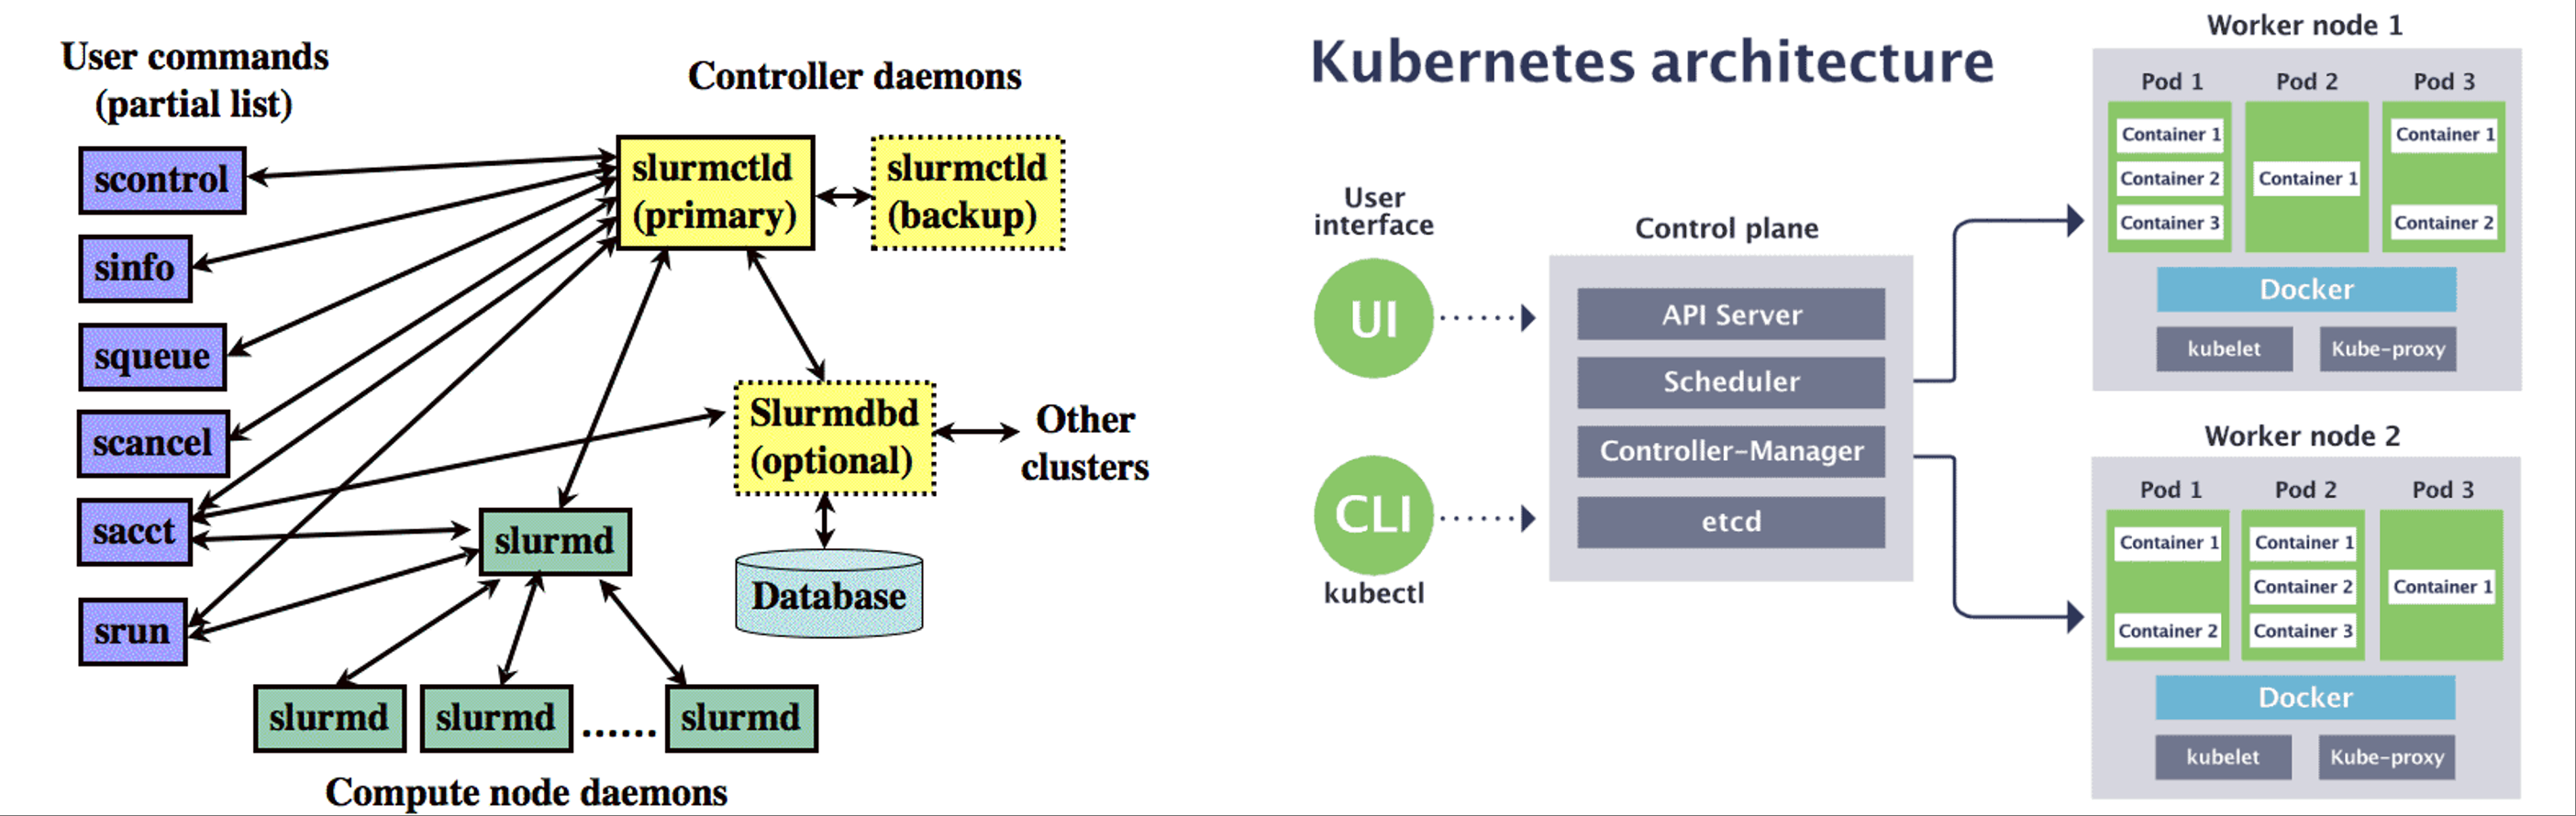 User commands
(partial list)
scontrol
sinfo
squeue
scancel
sacct
srun
Controller daemons
slurmctld
(primary)
slurmctld
(backup)
Slurmdbd
(optional)
Other
clusters
Database
slurmd
slurmd
slurmd
......
slurmd
Compute node daemons
Kubernetes architecture
User
interface
UI
CLI
kubectl
Control plane
API Server
Scheduler
Controller-Manager
etcd
Worker node 1
Pod 1
Container 1
Container 2
Container 3
Pod 2
Container 1
Pod 3
Container 1
Container 2
Docker
kubelet
Kube-proxy
Worker node 2
Pod 1
Container 1
Container 2
Pod 2
Container 1
Container 2
Container 3
Pod 3
Container 1
Docker
kubelet
Kube-proxy